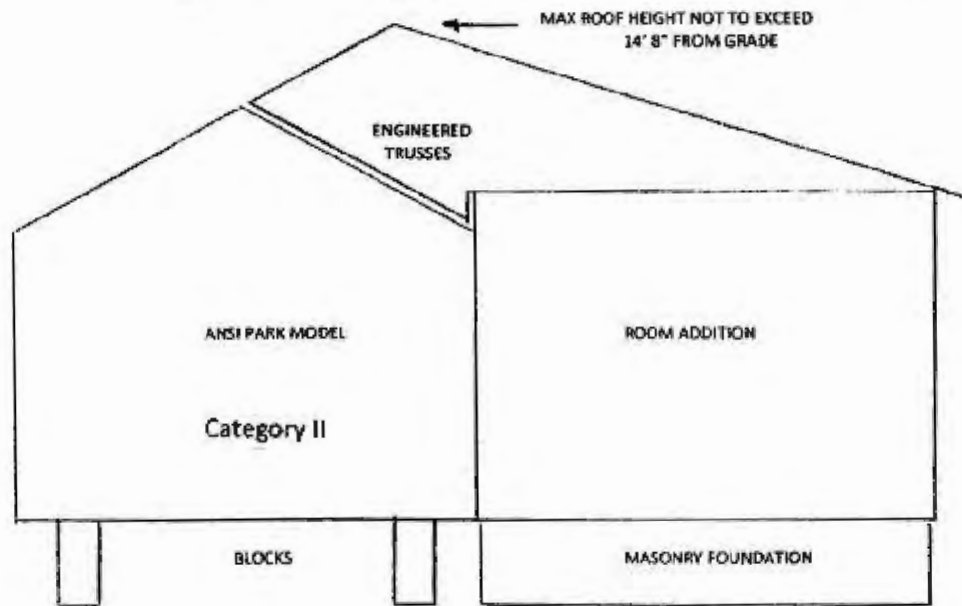 MAX ROOF HEIGHT NOT TO EXCEED
14' 8" FROM GRADE
ENGINEERED
TRUSSES
ANSI PARK MODEL
ROOM ADDITION
Category II
BLOCKS
MASONRY FOUNDATION